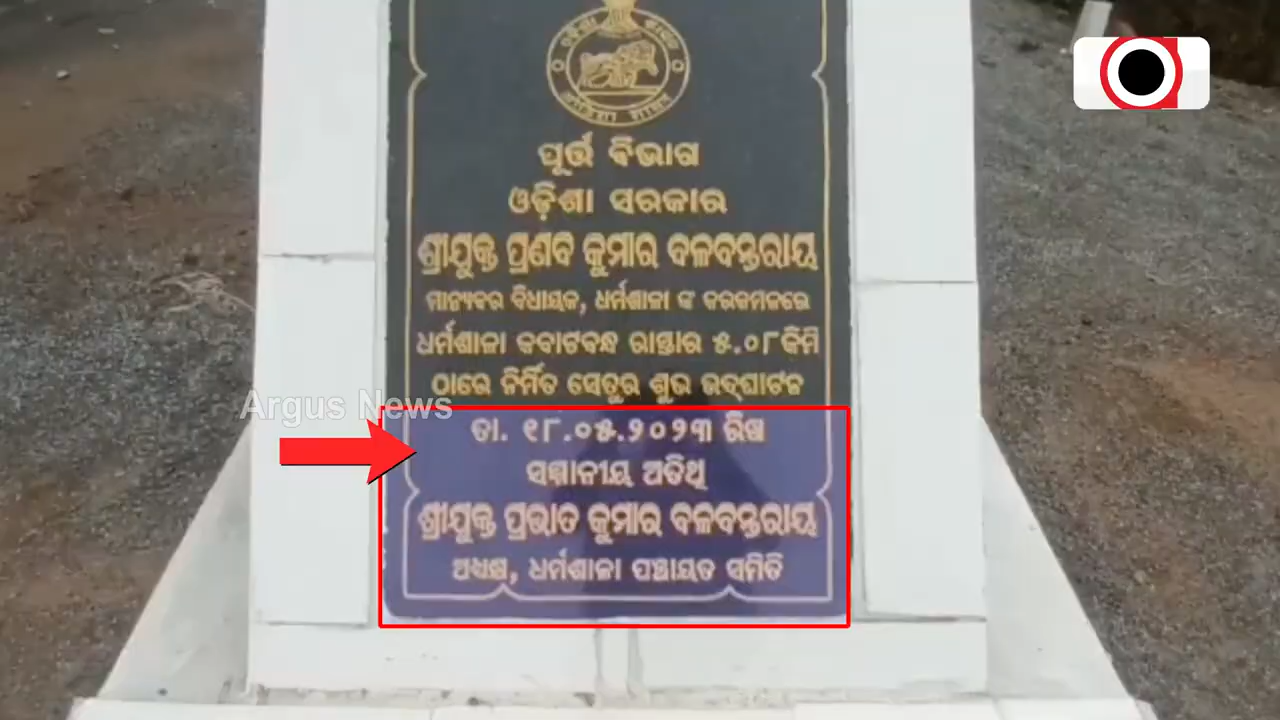 ପୂର୍ତ୍ତ ବିଭାଗ
ଓଡ଼ିଶା ସରକାର
ଶ୍ରୀଯୁକ୍ତ ପ୍ରଣବ କୁମାର ବଳବନ୍ତରାୟ
ମାନ୍ୟବର ବିଧାୟକ, ଧର୍ମଶାଳା ଙ୍କ କରକମଳରେ
ଧର୍ମଶାଳା କବାଟବନ୍ଧ ରାସ୍ତାର ୫.୦୮କିମି
ଠାରେ ନିର୍ମିତ ସେତୁର ଶୁଭ ଉଦ୍‌ଘାଟନ
Argus News
ତା. ୧୮.୦୫.୨୦୨୩ ରିଖ
ସମ୍ମାନୀୟ ଅତିଥି
ଶ୍ରୀଯୁକ୍ତ ପ୍ରଭାତ କୁମାର ବଳବନ୍ତରାୟ
ଅଧ୍ୟକ୍ଷ, ଧର୍ମଶାଳା ପଞ୍ଚାୟତ ସମିତି